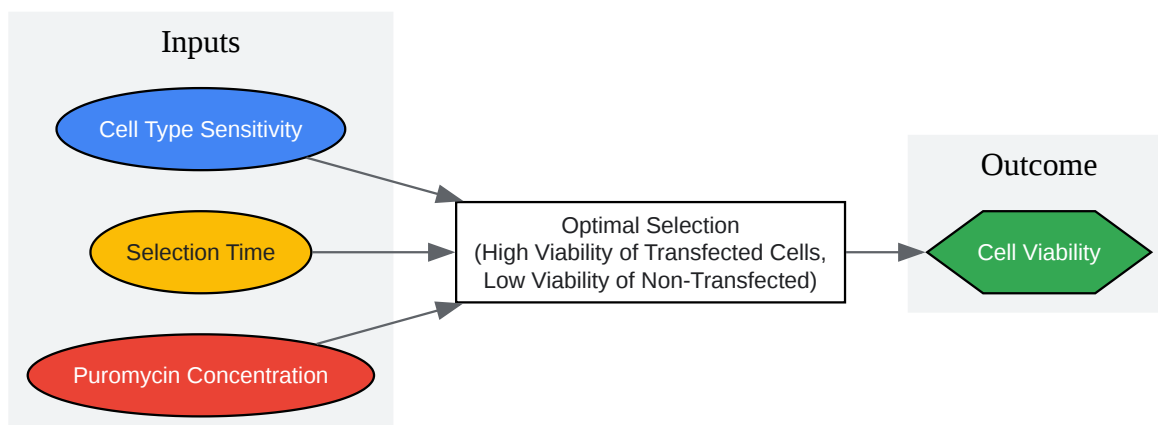 Inputs
Cell Type Sensitivity
Selection Time
Puromycin Concentration
Optimal Selection
(High Viability of Transfected Cells,
Low Viability of Non-Transfected)
Outcome
Cell Viability